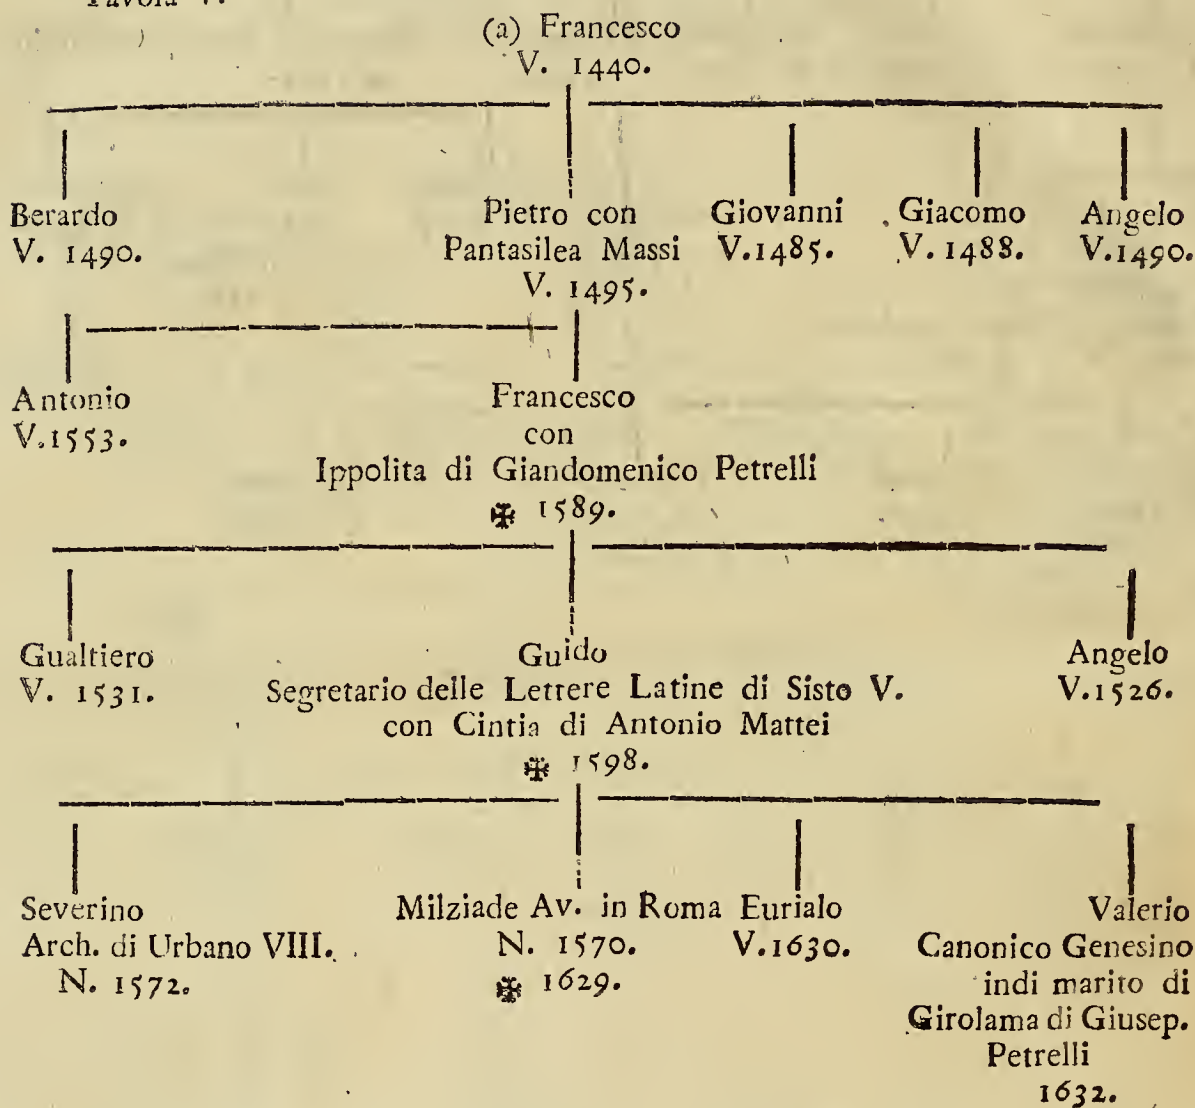 Tavola V.
(a) Francesco
V. 1440.
Berardo
V. 1490.
Pietro con
Pantasilea Massi
V. 1495.
Giovanni
V.1485.
Giacomo
V. 1488.
Angelo
V.1490.
Antonio
V.1553.
Francesco
con
Ippolita di Giandomenico Petrelli
✠ 1589.
Gualtiero
V. 1531.
Guido
Segretario delle Lettere Latine di Sisto V.
con Cintia di Antonio Mattei
✠ 1598.
Angelo
V.1526.
Severino
Arch. di Urbano VIII.
N. 1572.
Milziade Av. in Roma
N. 1570.
✠ 1629.
Eurialo
V.1630.
Valerio
Canonico Genesino
indi marito di
Girolama di Giusep.
Petrelli
1632.